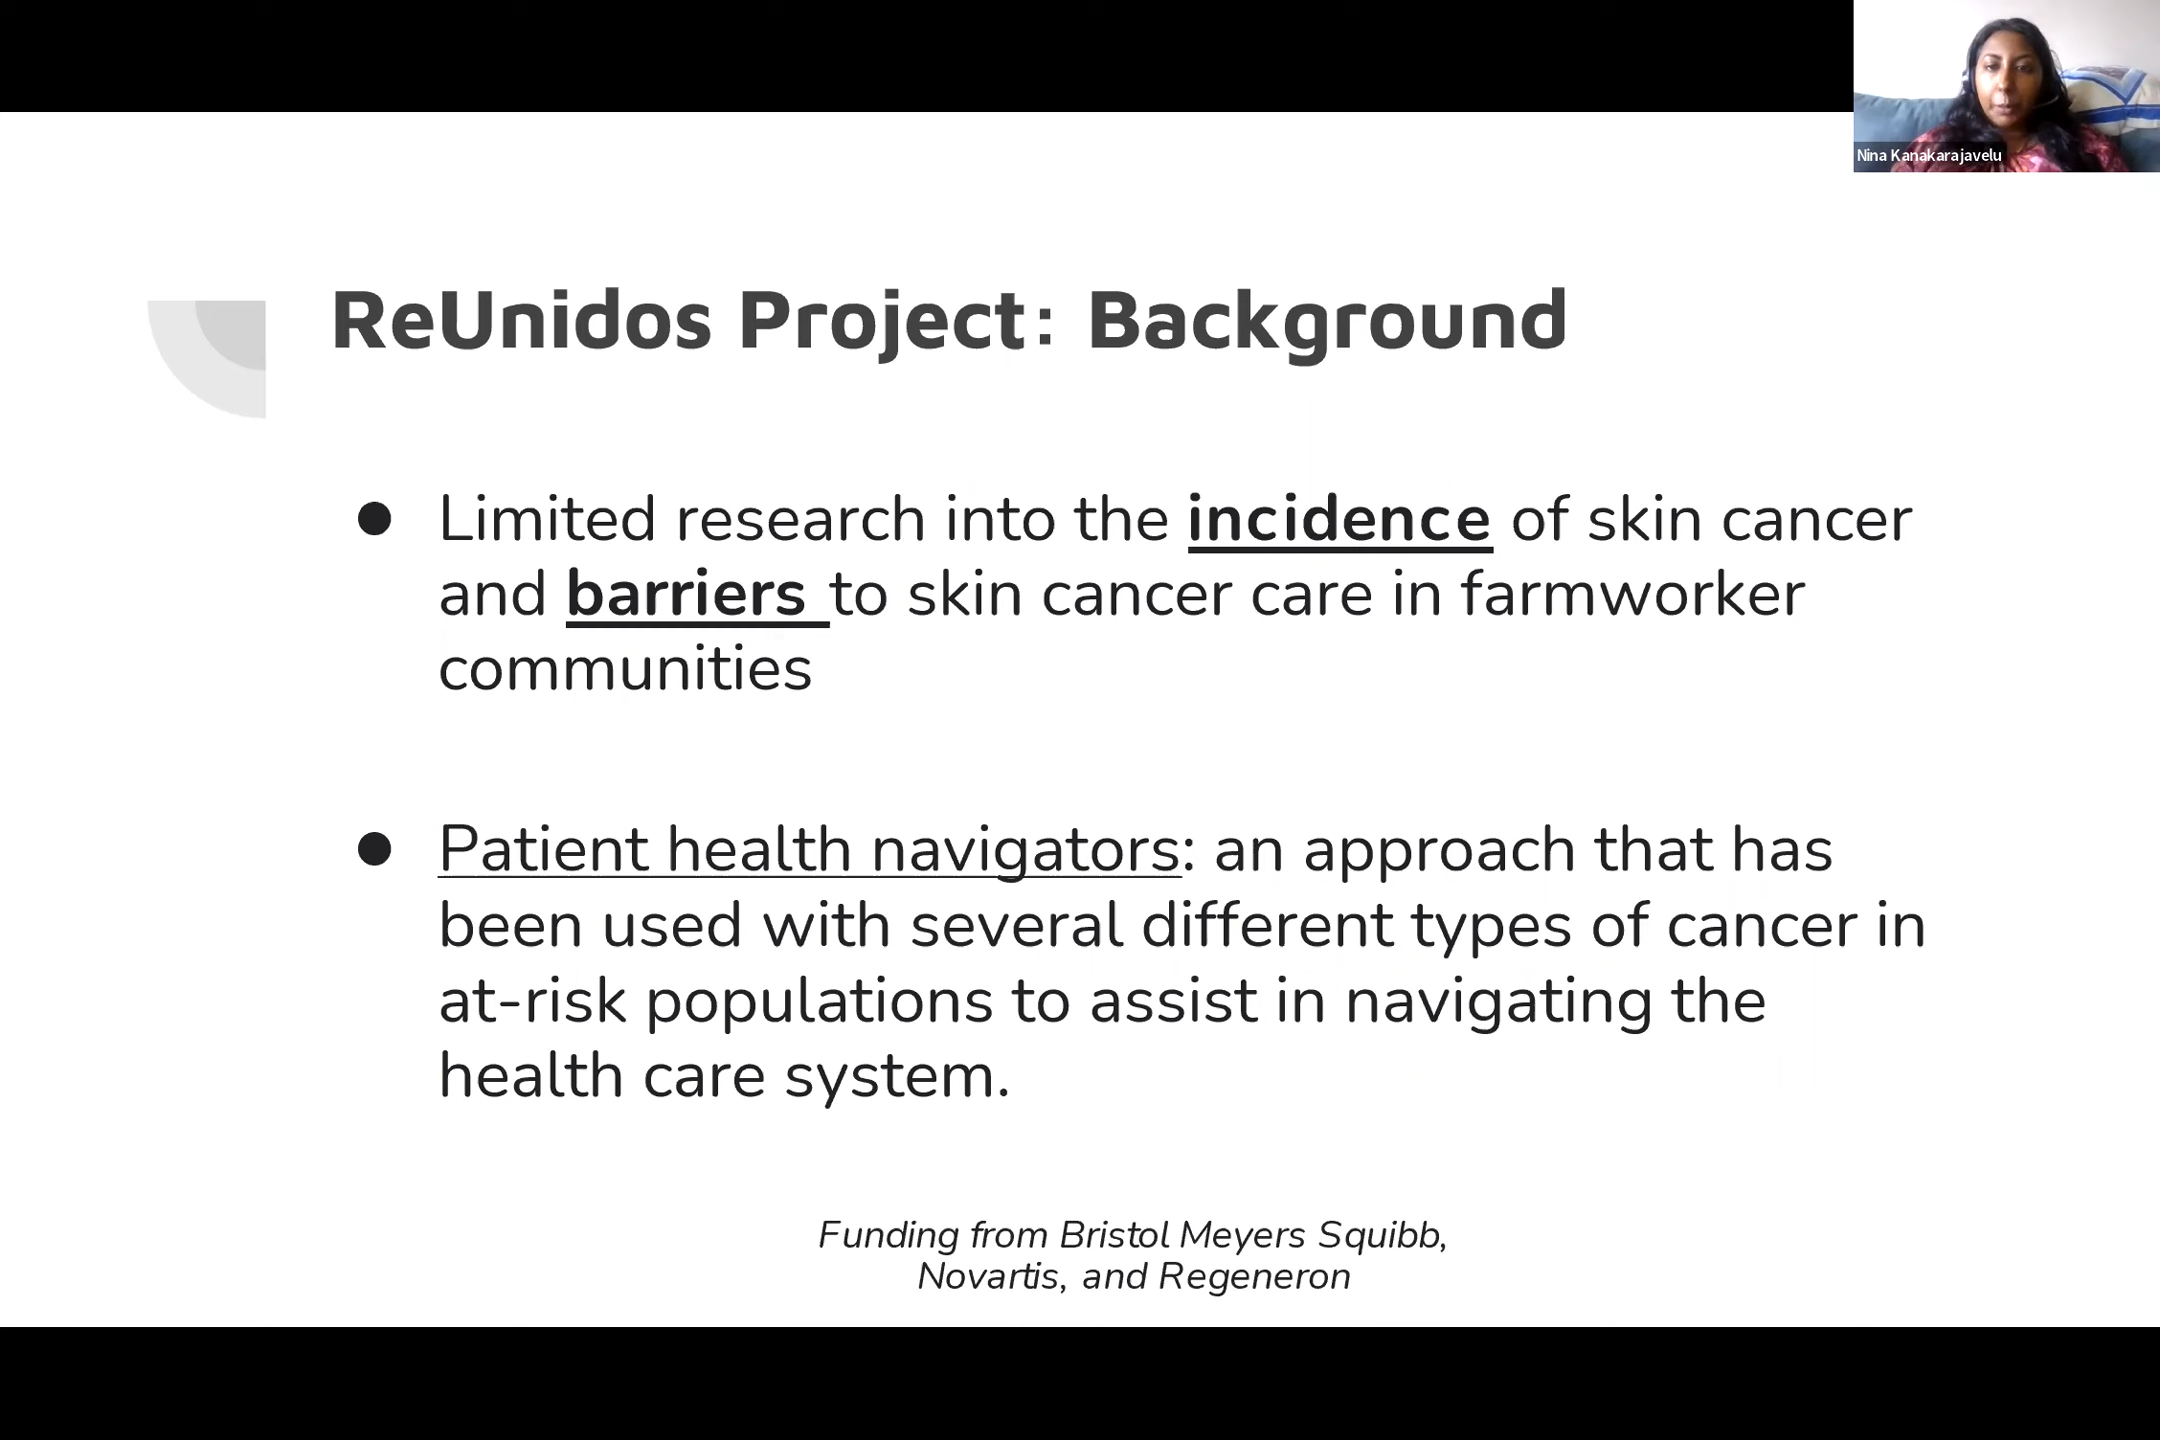 Nina Kanakarajavelu
ReUnidos Project: Background
● Limited research into the incidence of skin cancer
and barriers to skin cancer care in farmworker
communities
● Patient health navigators: an approach that has
been used with several different types of cancer in
at-risk populations to assist in navigating the
health care system.
Funding from Bristol Meyers Squibb,
Novartis, and Regeneron